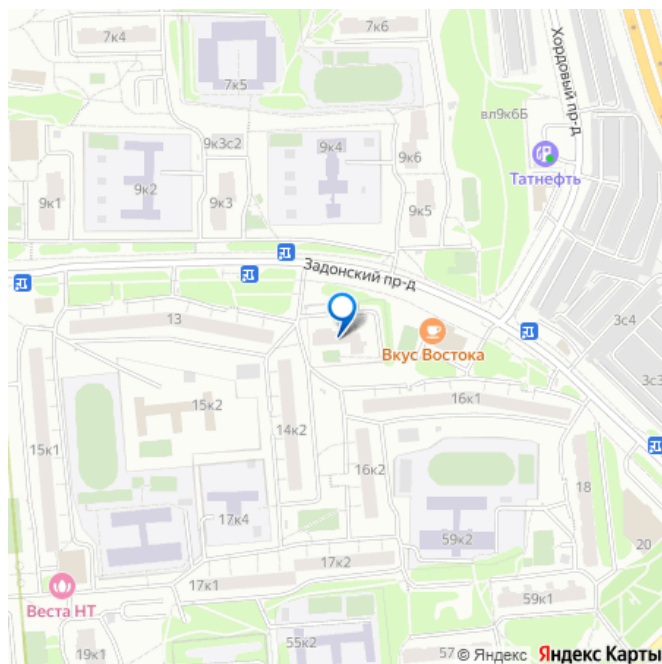 7к4
7к6
Хордовый пр-д
7к5
вл9к6Б
9к3с2
9к4
9к6
Татнефть
9к2
9к1
9к3
9к5
Задонский пр-д
3с4
13
Вкус Востока
3с3
15к2
16к1
15к1
14к2
16к2
18
17к4
59к2
20
17к2
17к1
Веста НТ
59к1
55к2
19к1
57
© Яндекс Яндекс Карты